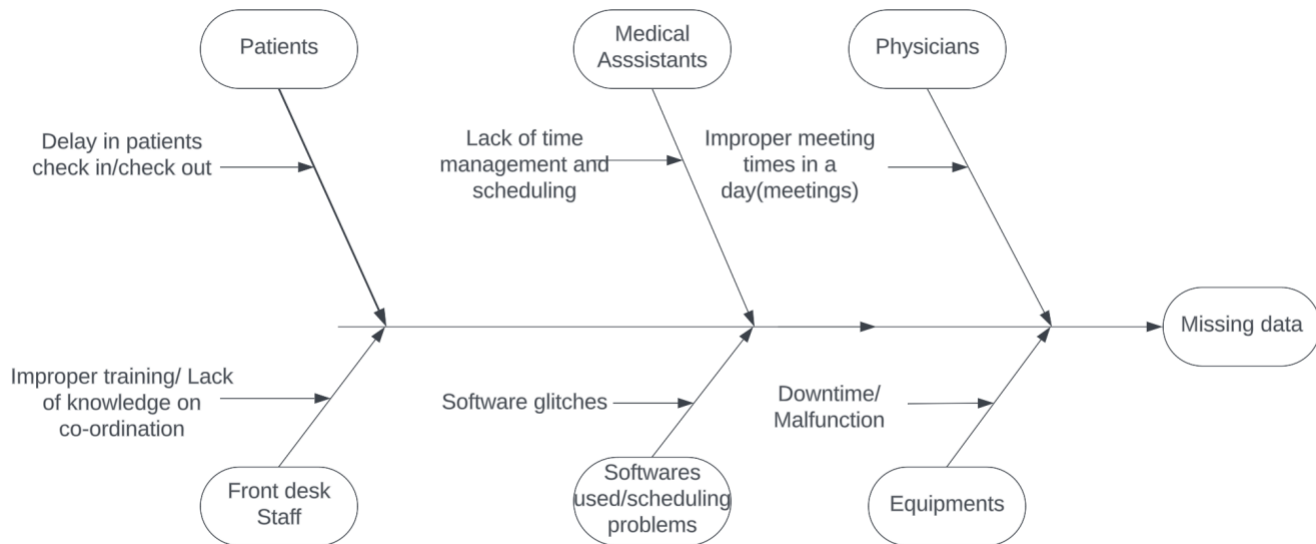 Patients
Medical
Asssistants
Physicians
Delay in patients
check in/check out
Lack of time
management and
scheduling
Improper meeting
times in a
day(meetings)
Missing data
Improper training/ Lack
of knowledge on
co-ordination
Software glitches
Downtime/
Malfunction
Front desk
Staff
Softwares
used/scheduling
problems
Equipments